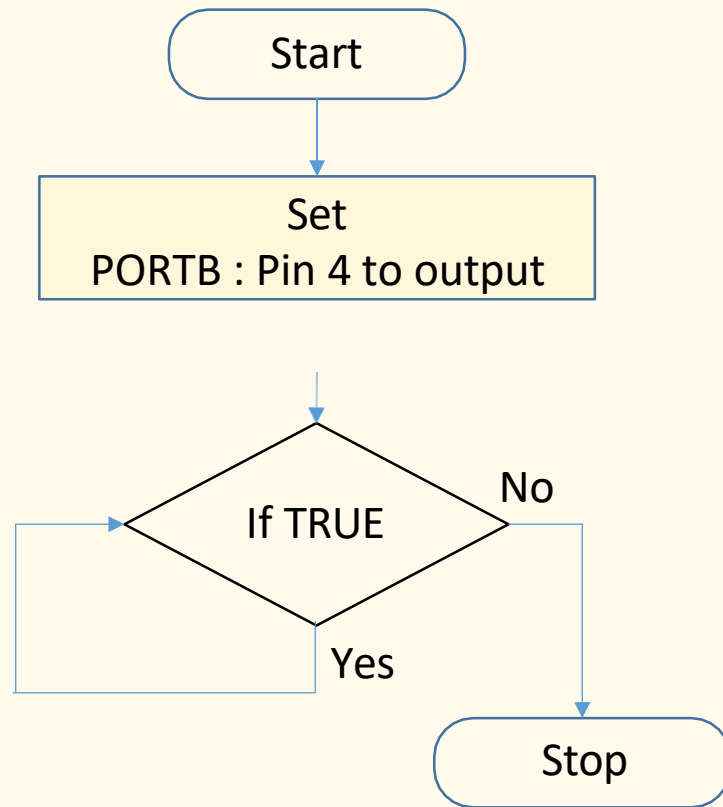 Start
Set
PORTB : Pin 4 to output
If TRUE
No
Yes
Stop